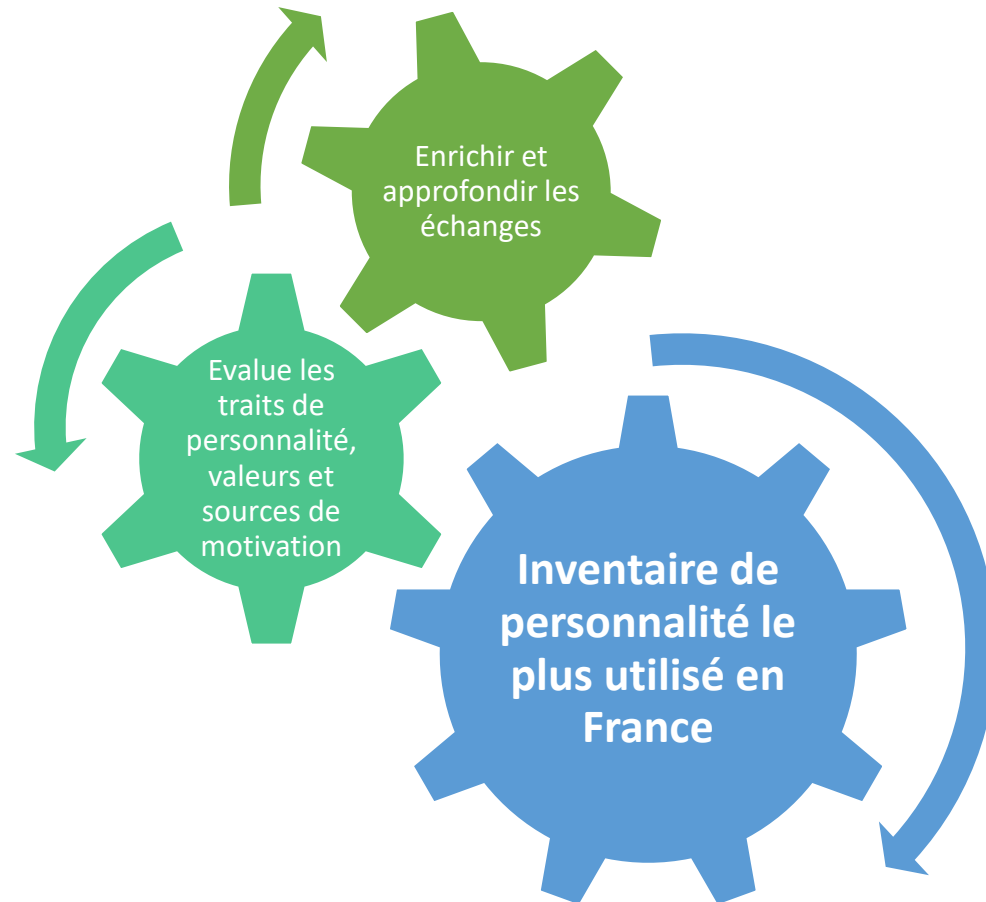 Enrichir et
approfondir les
échanges
Evalue les
traits de
personnalité,
valeurs et
sources de
motivation
Inventaire de
personnalité le
plus utilisé en
France